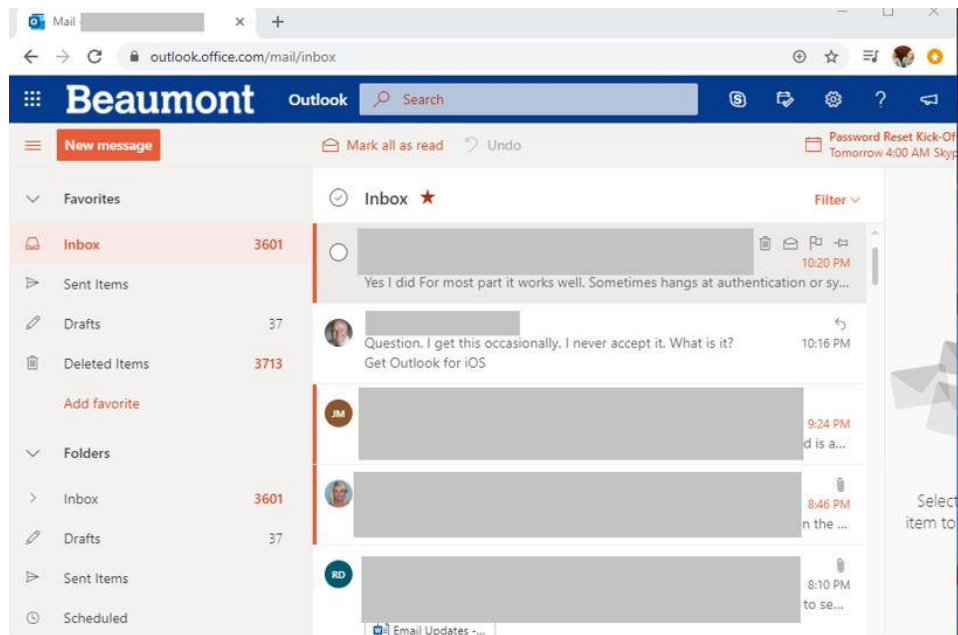 Mail -
outlook.office.com/mail/inbox
Beaumont Outlook Search
New message Mark all as read Undo
Password Reset Kick-Of
Tomorrow 4:00 AM Skyp
Favorites
Inbox 3601
Sent Items
Drafts 37
Deleted Items 3713
Add favorite
Folders
Inbox 3601
Drafts 37
Sent Items
Scheduled
Inbox Filter
10:20 PM
Yes I did For most part it works well. Sometimes hangs at authentication or sy...
Question. I get this occasionally. I never accept it. What is it? 10:16 PM
Get Outlook for iOS
JM
9:24 PM
d is a...
8:46 PM
n the ...
RD
8:10 PM
to se...
Email Updates -...
Select
item to